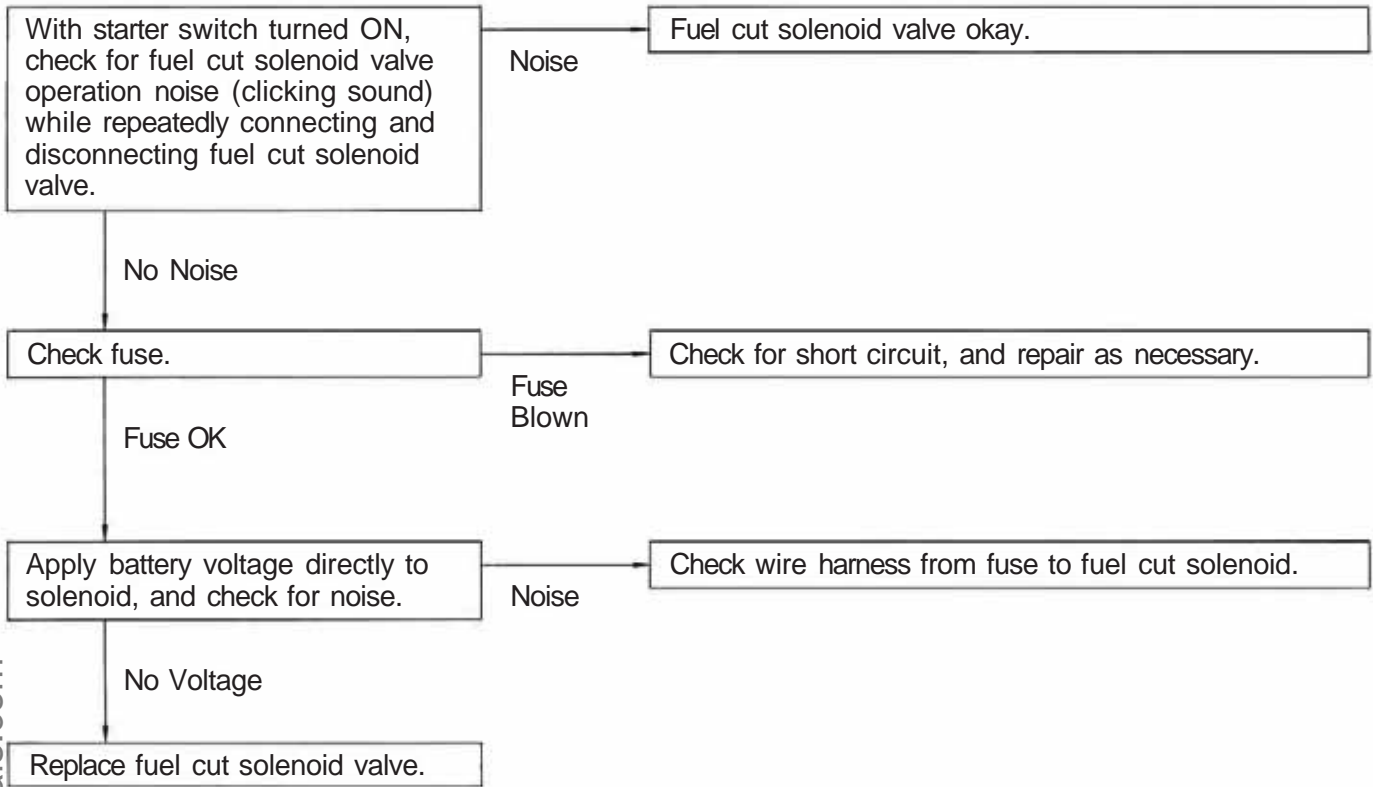 With starter switch turned ON,
check for fuel cut solenoid valve
operation noise (clicking sound)
while repeatedly connecting and
disconnecting fuel cut solenoid
valve.
Noise
Fuel cut solenoid valve okay.
No Noise
Check fuse.
Fuse
Blown
Check for short circuit, and repair as necessary.
Fuse OK
Apply battery voltage directly to
solenoid, and check for noise.
Noise
Check wire harness from fuse to fuel cut solenoid.
No Voltage
Replace fuel cut solenoid valve.